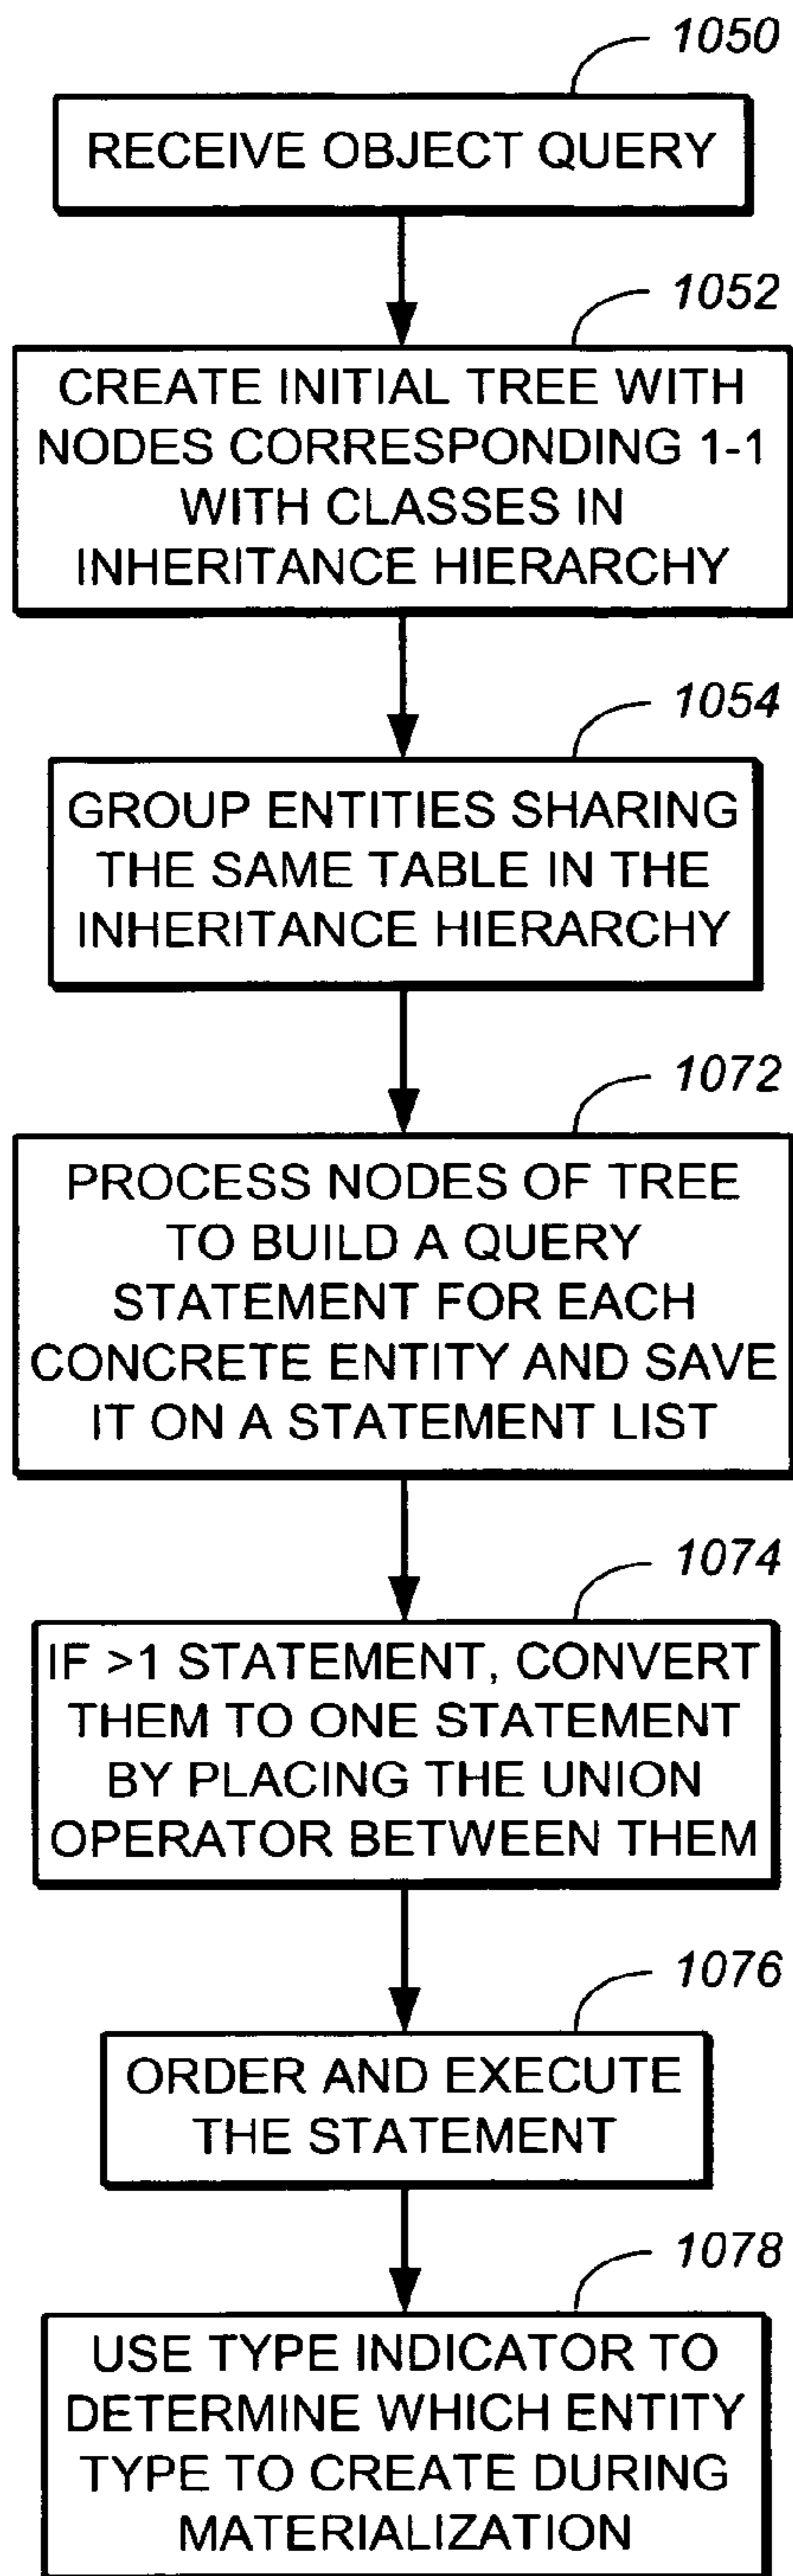 1050
RECEIVE OBJECT QUERY
1052
CREATE INITIAL TREE WITH
NODES CORRESPONDING 1-1
WITH CLASSES IN
INHERITANCE HIERARCHY
1054
GROUP ENTITIES SHARING
THE SAME TABLE IN THE
INHERITANCE HIERARCHY
1072
PROCESS NODES OF TREE
TO BUILD A QUERY
STATEMENT FOR EACH
CONCRETE ENTITY AND SAVE
IT ON A STATEMENT LIST
1074
IF >1 STATEMENT, CONVERT
THEM TO ONE STATEMENT
BY PLACING THE UNION
OPERATOR BETWEEN THEM
1076
ORDER AND EXECUTE
THE STATEMENT
1078
USE TYPE INDICATOR TO
DETERMINE WHICH ENTITY
TYPE TO CREATE DURING
MATERIALIZATION